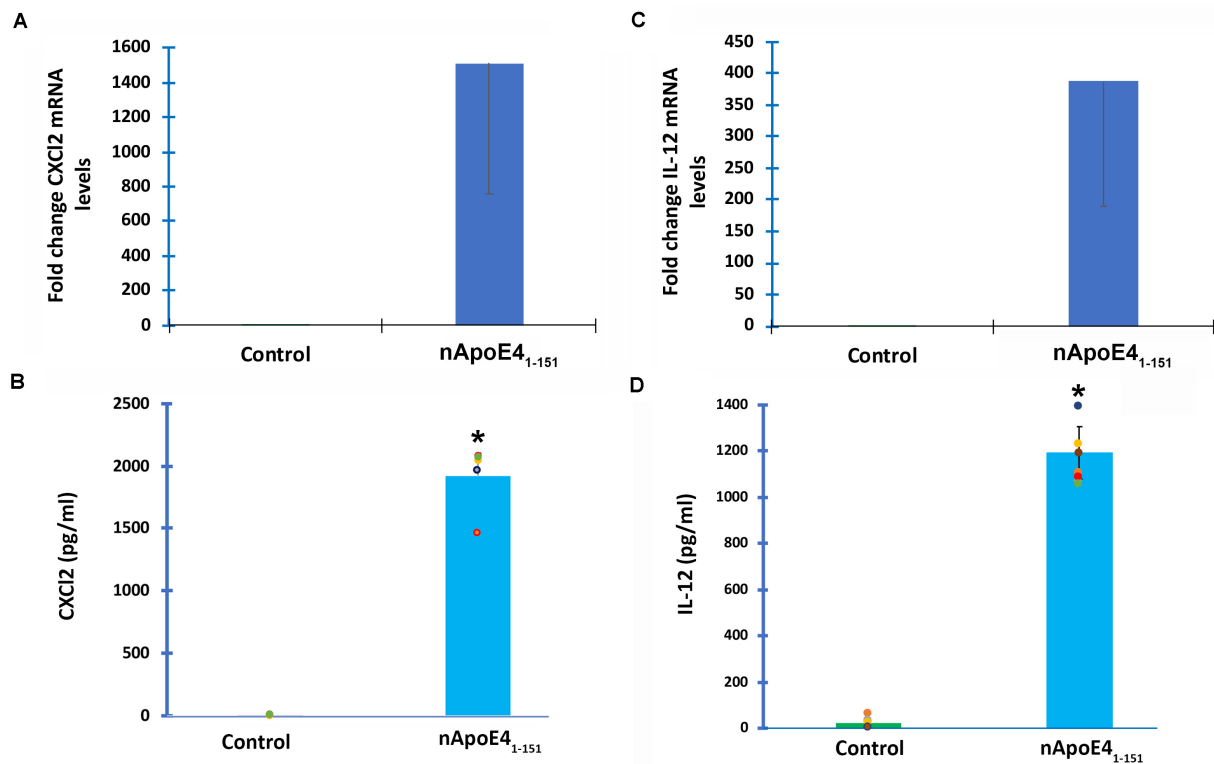 A
Fold change CXCl2 mRNA
levels
1600
1400
1200
1000
800
600
400
200
0
Control
nApoE4₁₋₁₅₁
C
Fold change IL-12 mRNA
levels
450
400
350
300
250
200
150
100
50
0
Control
nApoE4₁₋₁₅₁
B
CXCl2 (pg/ml)
2500
2000
1500
1000
500
0
*
Control
nApoE4₁₋₁₅₁
D
IL-12 (pg/ml)
1400
1200
1000
800
600
400
200
0
*
Control
nApoE4₁₋₁₅₁